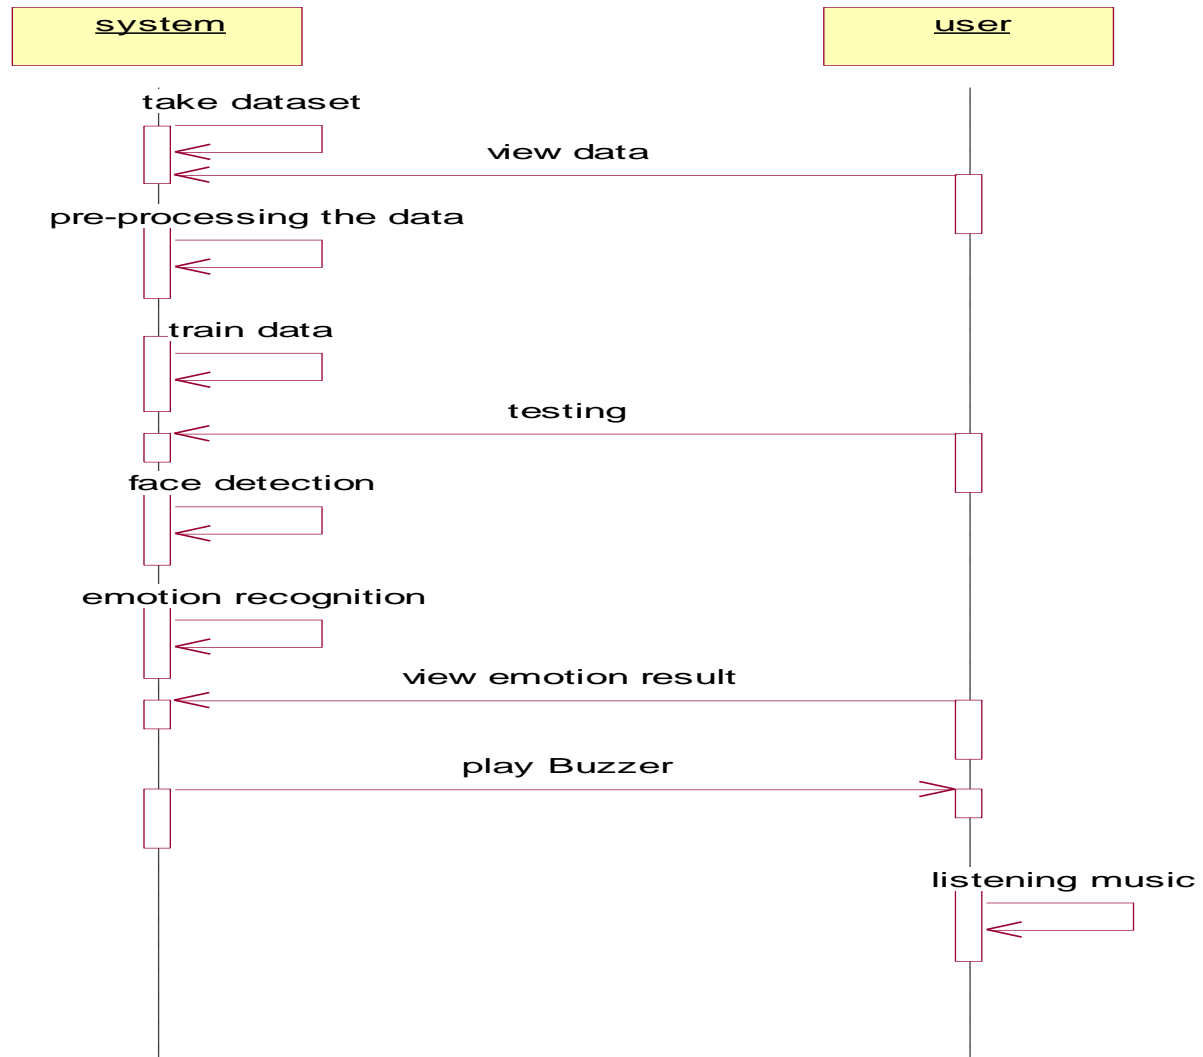 system
user
take dataset
view data
pre-processing the data
train data
testing
face detection
emotion recognition
view emotion result
play Buzzer
listening music